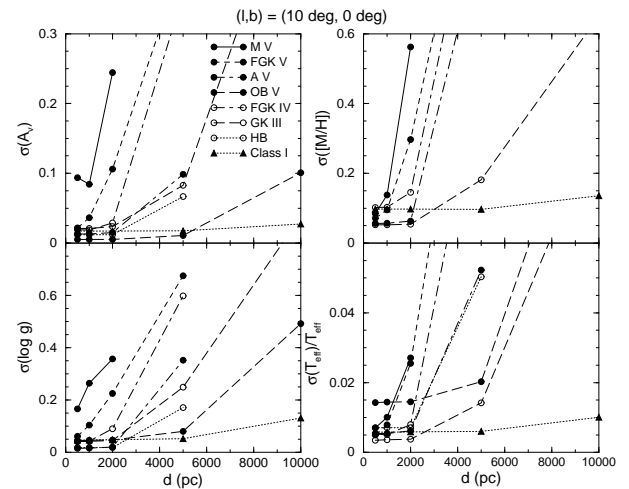 (l,b) = (10 deg, 0 deg)
σ(Aᵥ)
0.3
0.2
0.1
0
M V
FGK V
A V
OB V
FGK IV
GK III
HB
Class I
σ([M/H])
0.6
0.4
0.2
0
σ(log g)
0.6
0.4
0.2
0
0 2000 4000 6000 8000 10000
d (pc)
σ(T_eff)/T_eff
0.04
0.02
0
0 2000 4000 6000 8000 10000
d (pc)